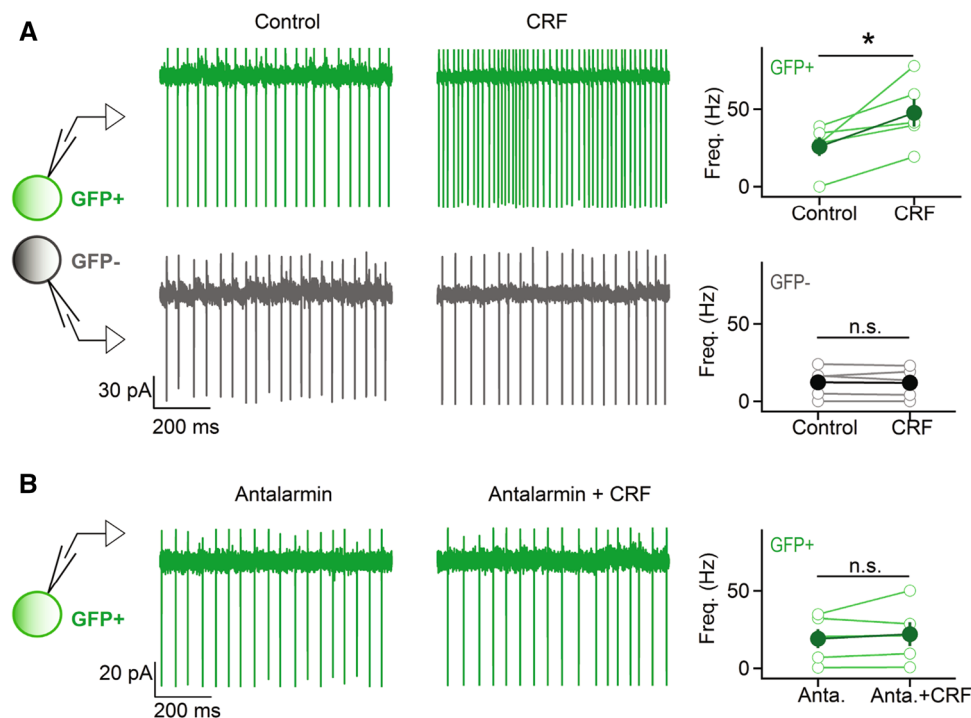 A
Control
CRF
GFP+
GFP-
30 pA
200 ms
*
GFP+
Freq. (Hz)
50
0
Control
CRF
GFP-
n.s.
Freq. (Hz)
50
0
Control
CRF
B
Antalarmin
Antalarmin + CRF
GFP+
20 pA
200 ms
GFP+
n.s.
Freq. (Hz)
50
0
Anta.
Anta.+CRF